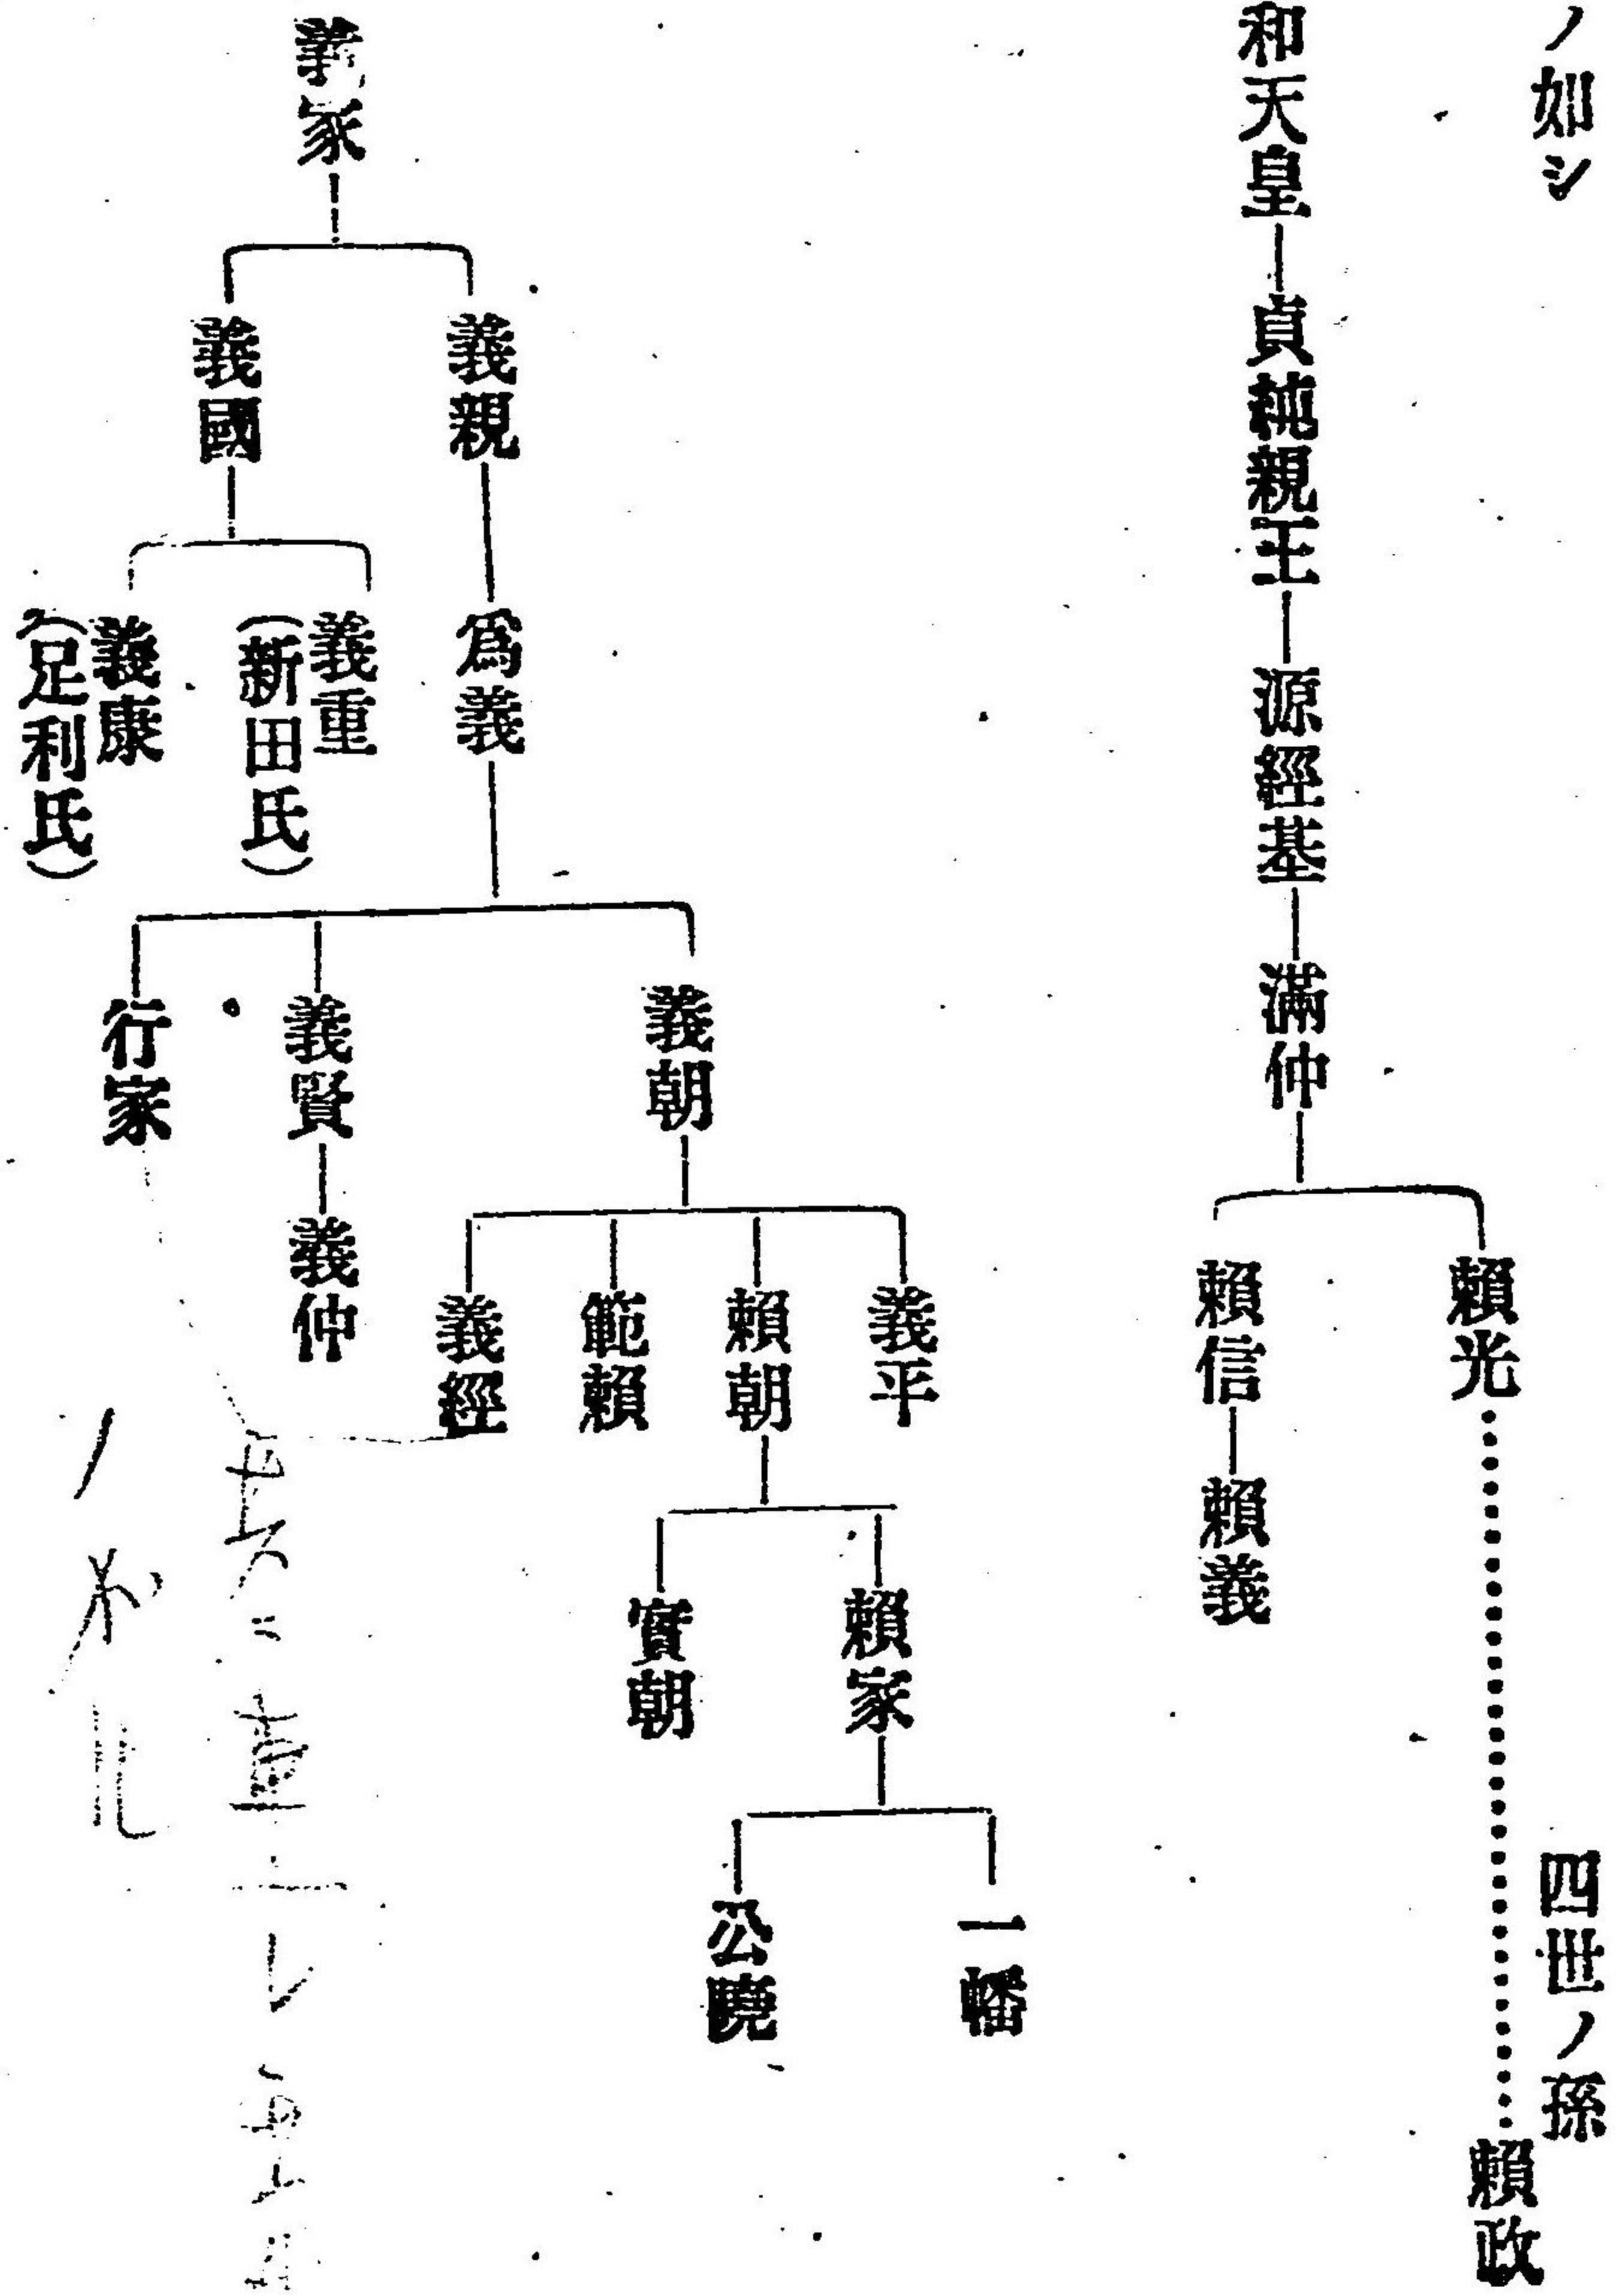 ノ如シ
和天皇―貞純親王―源經基―滿仲
賴光
四世ノ孫
賴政
賴信―賴義
義家
義親―爲義
義朝
義平
賴朝
賴家
一幡
公曉
實朝
範賴
義經
義賢―義仲
行家
義國
義重
(新田氏)
義康
(足利氏)